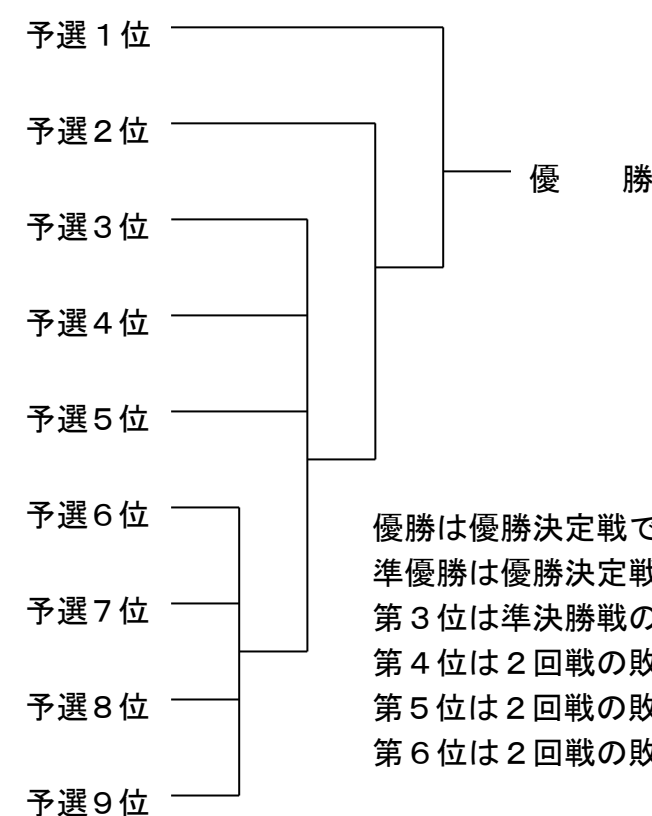 予選１位
予選２位
優　　勝
予選３位
予選４位
予選５位
予選６位
優勝は優勝決定戦で
準優勝は優勝決定戦
第３位は準決勝戦の
予選７位
第４位は２回戦の敗
予選８位
第５位は２回戦の敗
第６位は２回戦の敗
予選９位